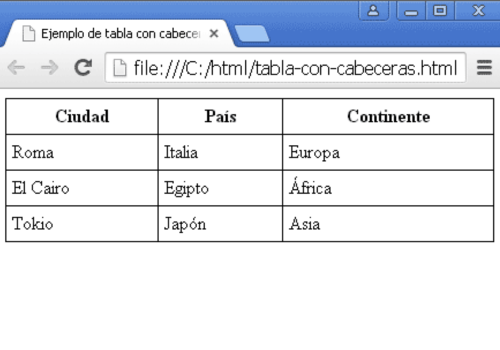 Ejemplo de tabla con cabece
file:///C:/html/tabla-con-cabeceras.html
Ciudad País Continente
Roma Italia Europa
El Cairo Egipto África
Tokio Japón Asia